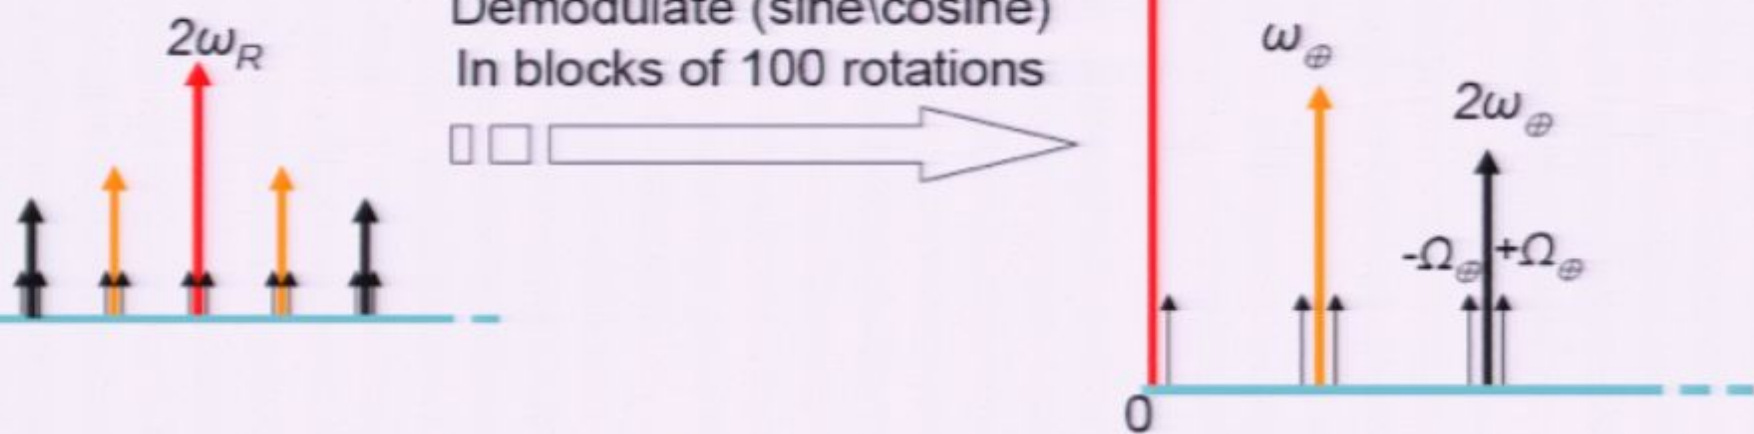 2ω_R
Demodulate (sine\cosine)
In blocks of 100 rotations
ω_⊕
2ω_⊕
-Ω_⊕ +Ω_⊕
0